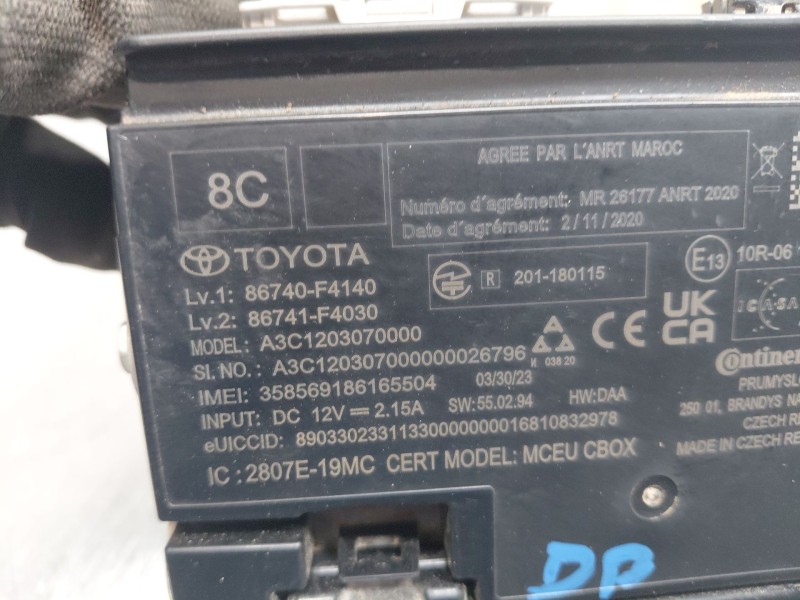 8C
AGREE PAR L'ANRT MAROC
Numéro d'agrément: MR 26177 ANRT 2020
Date d'agrément: 2/11/2020
TOYOTA
E13 10R-06
R 201-180115
Lv.1: 86740-F4140
Lv.2: 86741-F4030
MODEL: A3C1203070000
SI.NO.: A3C120307000000026796
IMEI: 358569186165504 03/30/23
INPUT: DC 12V 2.15A SW: 55.02.94 HW:DAA
eUICCID: 89033023311330000000016810832978
IC : 2807E-19MC CERT MODEL: MCEU CBOX
K 038 20
CE
UK
CA
PRUMYSL
250 01, BRANDYS NA
CZECH RE
MADE IN CZECH RE